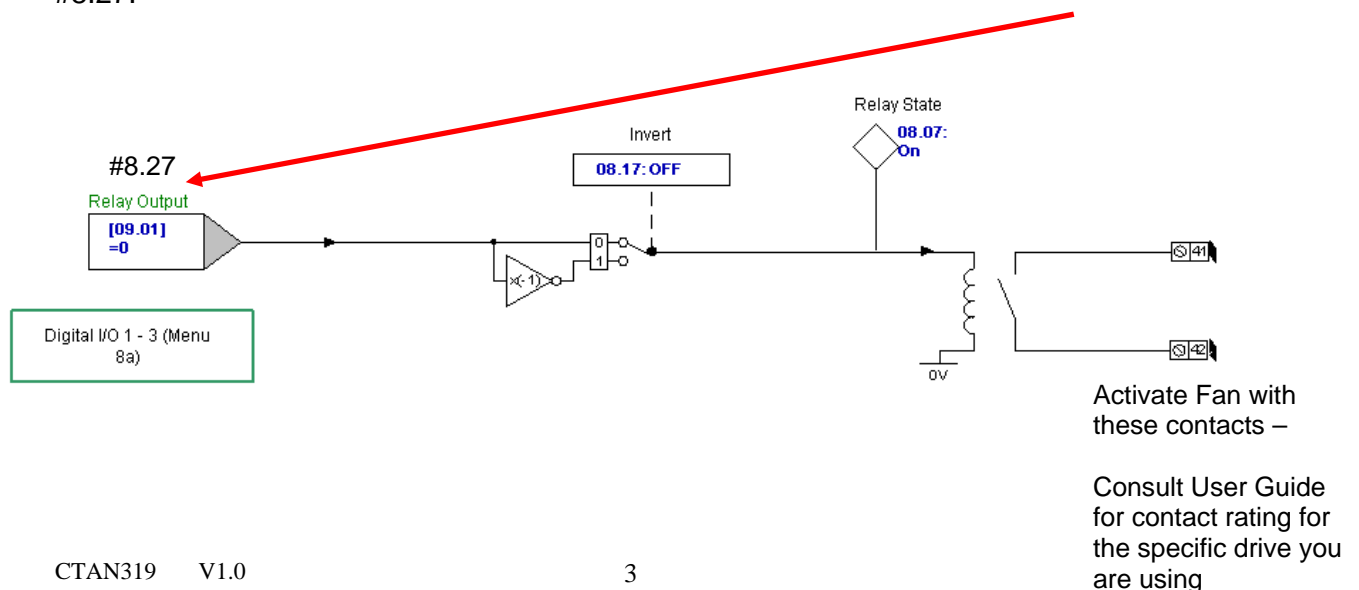 #8.27
Relay Output
[09.01]
=0
Digital I/O 1 - 3 (Menu
8a)
Invert
08.17:OFF
0
1
x(-1)
Relay State
08.07:
On
0V
41
42
Activate Fan with
these contacts –
Consult User Guide
for contact rating for
the specific drive you
are using
CTAN319 V1.0
3